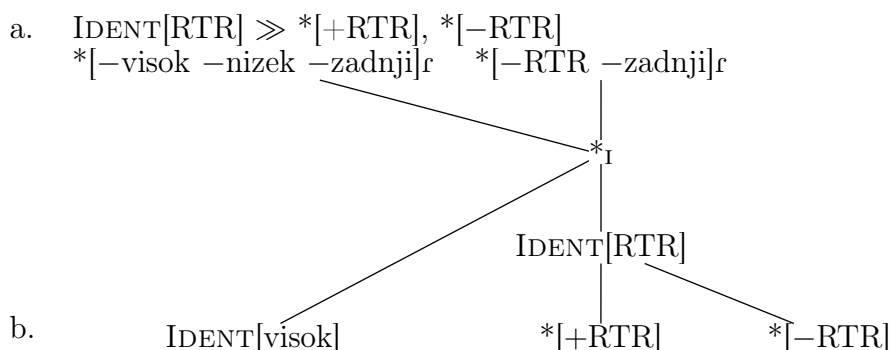 a. IDENT[RTR] ≫ *[+RTR], *[−RTR]
*[−visok −nizek −zadnji]ɾ *[−RTR −zadnji]ɾ
*ɪ
IDENT[RTR]
b. IDENT[visok] *[+RTR] *[−RTR]